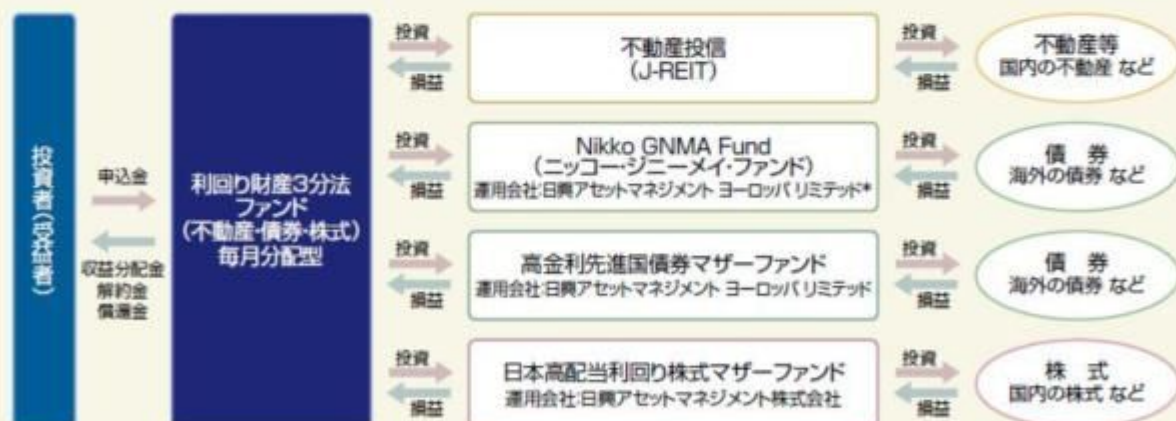 投資者(受益者)
申込金
収益分配金
解約金
償還金
利回り財産3分法
ファンド
(不動産・債券・株式)
毎月分配型
投資
損益
不動産投信
(J-REIT)
投資
損益
不動産等
国内の不動産 など
投資
損益
Nikko GNMA Fund
(ニッコー・ジニーメイ・ファンド)
運用会社:日興アセットマネジメント ヨーロッパ リミテッド*
投資
損益
債 券
海外の債券 など
投資
損益
高金利先進国債券マザーファンド
運用会社:日興アセットマネジメント ヨーロッパ リミテッド
投資
損益
債 券
海外の債券 など
投資
損益
日本高配当利回り株式マザーファンド
運用会社:日興アセットマネジメント株式会社
投資
損益
株 式
国内の株式 など